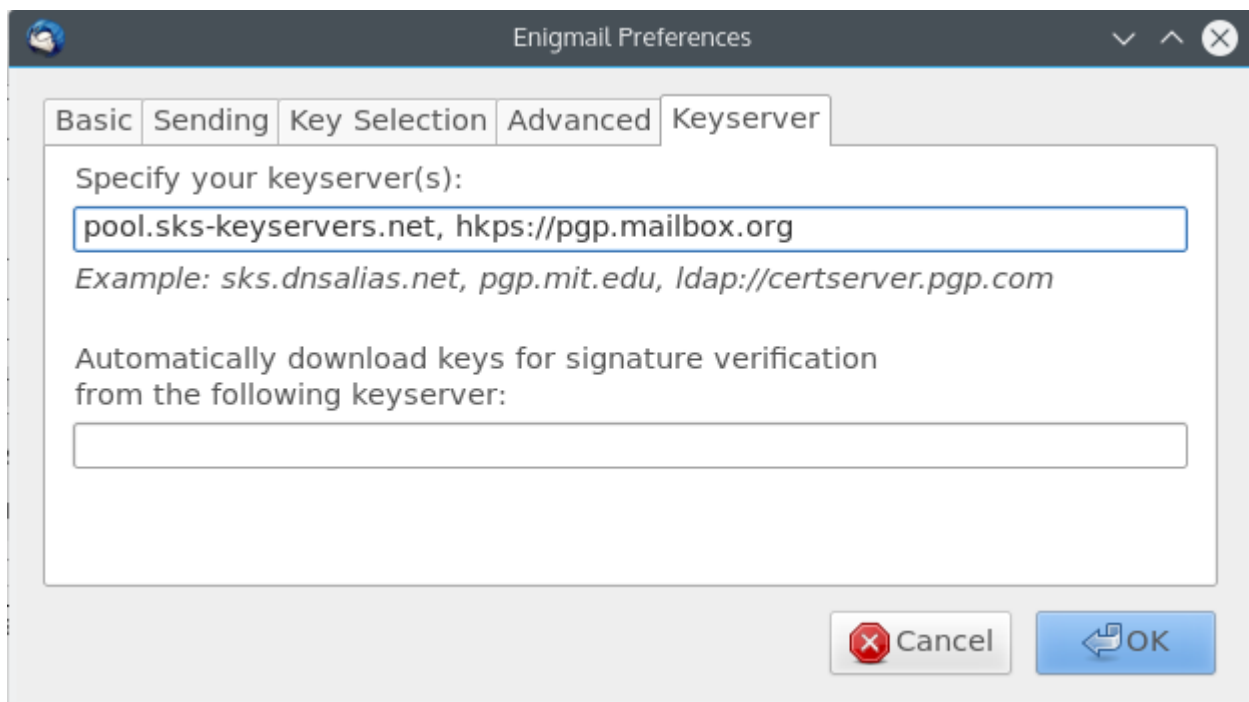 Enigmail Preferences
Basic Sending Key Selection Advanced Keyserver
Specify your keyserver(s):
pool.sks-keyservers.net, hkps://pgp.mailbox.org
Example: sks.dnsalias.net, pgp.mit.edu, ldap://certserver.pgp.com
Automatically download keys for signature verification
from the following keyserver:
Cancel OK